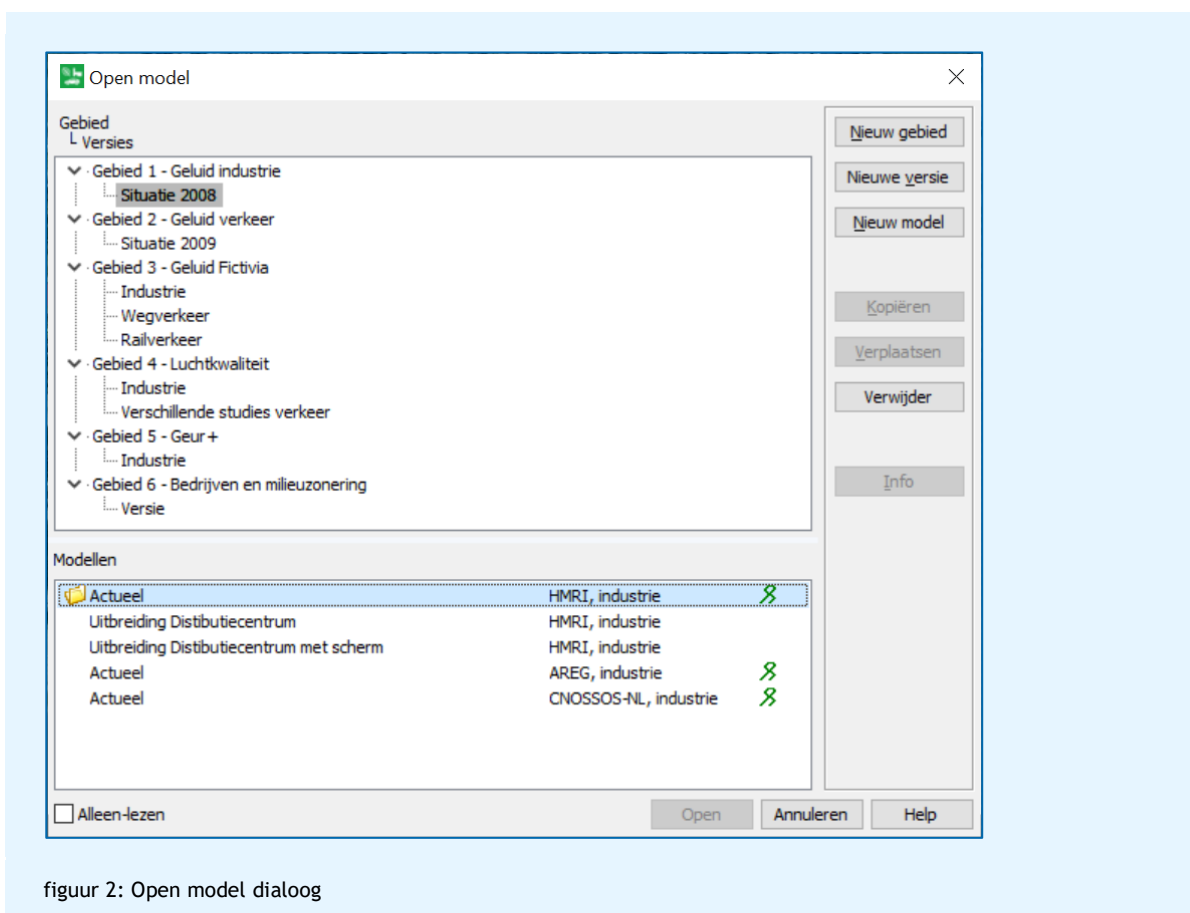 Open model
Gebied
Versies
Gebied 1 - Geluid industrie
Situatie 2008
Gebied 2 - Geluid verkeer
Situatie 2009
Gebied 3 - Geluid Fictivia
Industrie
Wegverkeer
Railverkeer
Gebied 4 - Luchtkwaliteit
Industrie
Verschillende studies verkeer
Gebied 5 - Geur+
Industrie
Gebied 6 - Bedrijven en milieuzonering
Versie
Nieuw gebied
Nieuwe versie
Nieuw model
Kopiëren
Verplaatsen
Verwijder
Info
Modellen
Actueel HMRI, industrie
Uitbreiding Distibutiecentrum HMRI, industrie
Uitbreiding Distibutiecentrum met scherm HMRI, industrie
Actueel AREG, industrie
Actueel CNOSSOS-NL, industrie
Alleen-lezen Open Annuleren Help
figuur 2: Open model dialoog